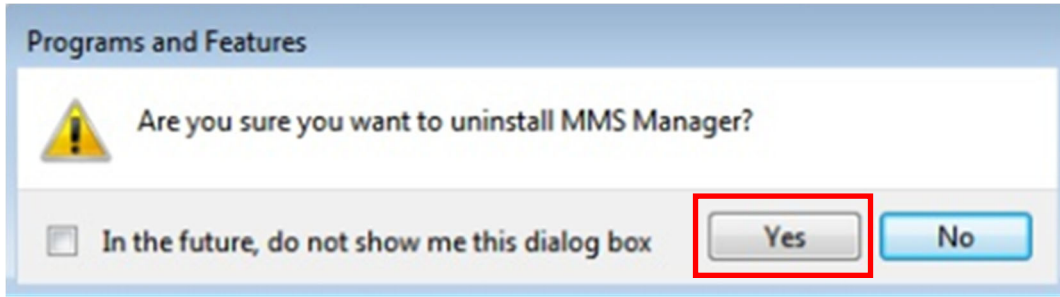 Programs and Features
Are you sure you want to uninstall MMS Manager?
In the future, do not show me this dialog box
Yes
No